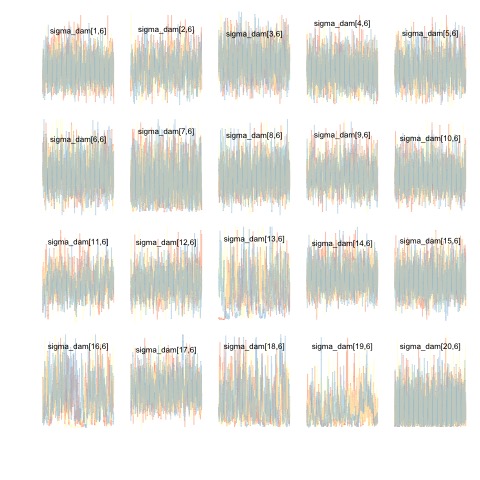 sigma_dam[1,6]
sigma_dam[2,6]
sigma_dam[3,6]
sigma_dam[4,6]
sigma_dam[5,6]
sigma_dam[6,6]
sigma_dam[7,6]
sigma_dam[8,6]
sigma_dam[9,6]
sigma_dam[10,6]
sigma_dam[11,6]
sigma_dam[12,6]
sigma_dam[13,6]
sigma_dam[14,6]
sigma_dam[15,6]
sigma_dam[16,6]
sigma_dam[17,6]
sigma_dam[18,6]
sigma_dam[19,6]
sigma_dam[20,6]